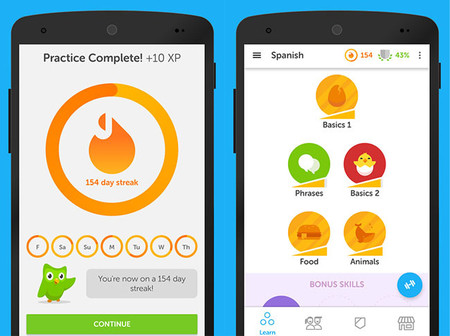 Practice Complete! +10 XP
154 day streak
F Sa Su M Tu W Th
You're now on a 154 day
streak!
CONTINUE
Spanish 154 43%
Basics 1
Phrases Basics 2
Food Animals
BONUS SKILLS
Learn